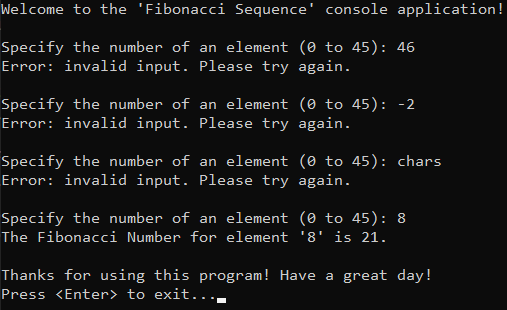 Welcome to the 'Fibonacci Sequence' console application!
Specify the number of an element (0 to 45): 46
Error: invalid input. Please try again.
Specify the number of an element (0 to 45): -2
Error: invalid input. Please try again.
Specify the number of an element (0 to 45): chars
Error: invalid input. Please try again.
Specify the number of an element (0 to 45): 8
The Fibonacci Number for element '8' is 21.
Thanks for using this program! Have a great day!
Press <Enter> to exit...